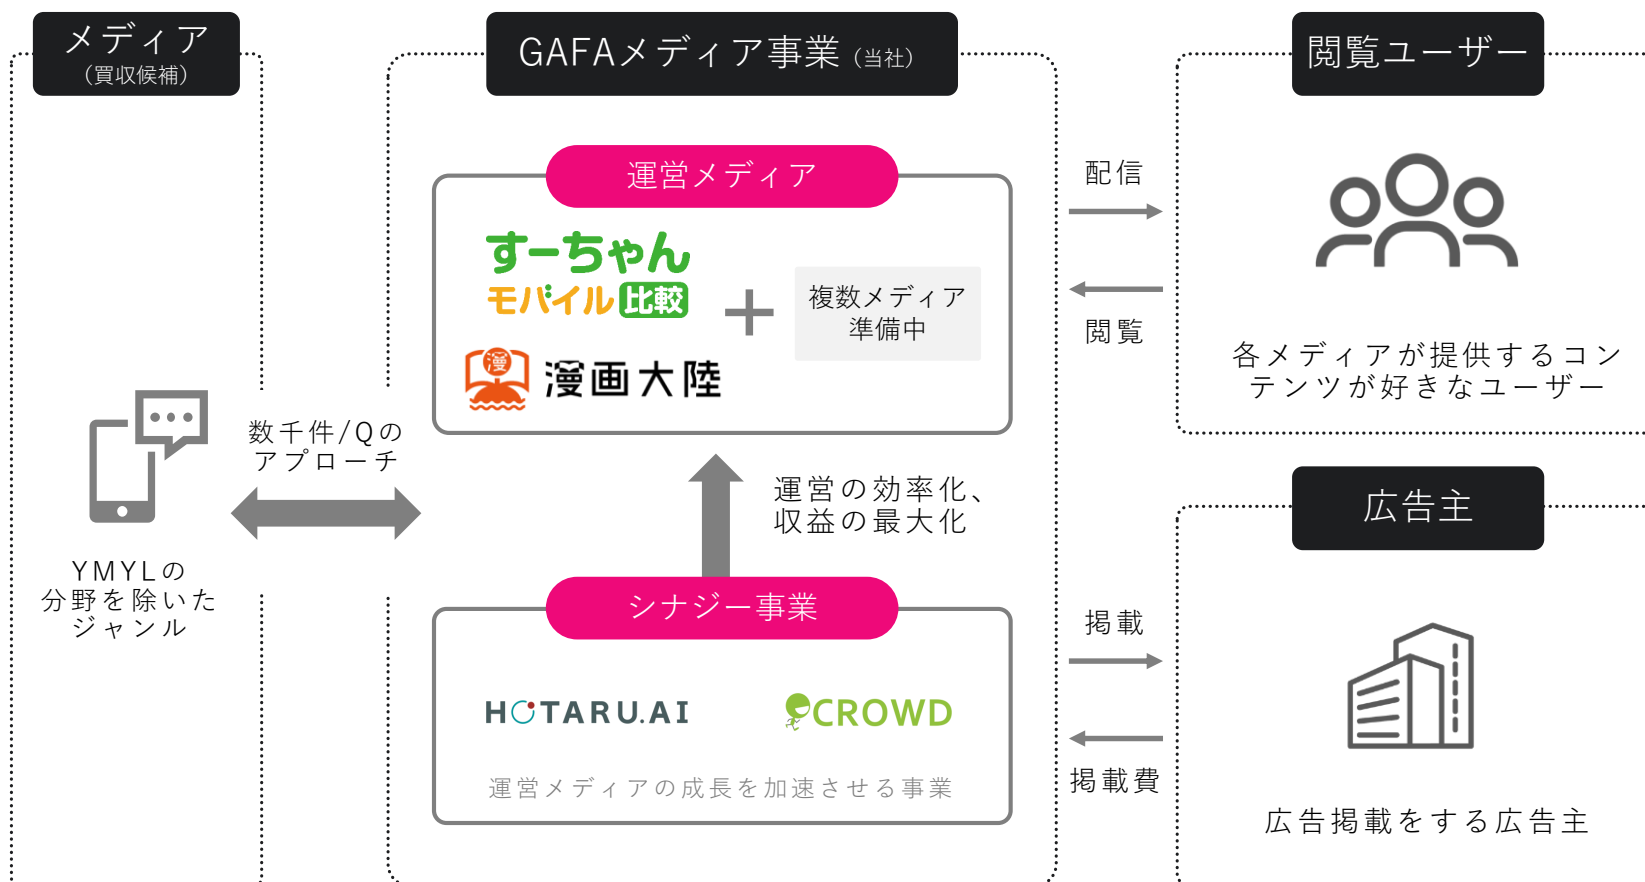 メディア
（買収候補）
数千件/Qの
アプローチ
YMYLの
分野を除いた
ジャンル
GAFAメディア事業（当社）
運営メディア
すーちゃん
モバイル比較
漫
漫画大陸
複数メディア
準備中
運営の効率化、
収益の最大化
シナジー事業
HOTARU.AI
CROWD
運営メディアの成長を加速させる事業
配信
閲覧
掲載
掲載費
閲覧ユーザー
各メディアが提供するコン
テンツが好きなユーザー
広告主
広告掲載をする広告主